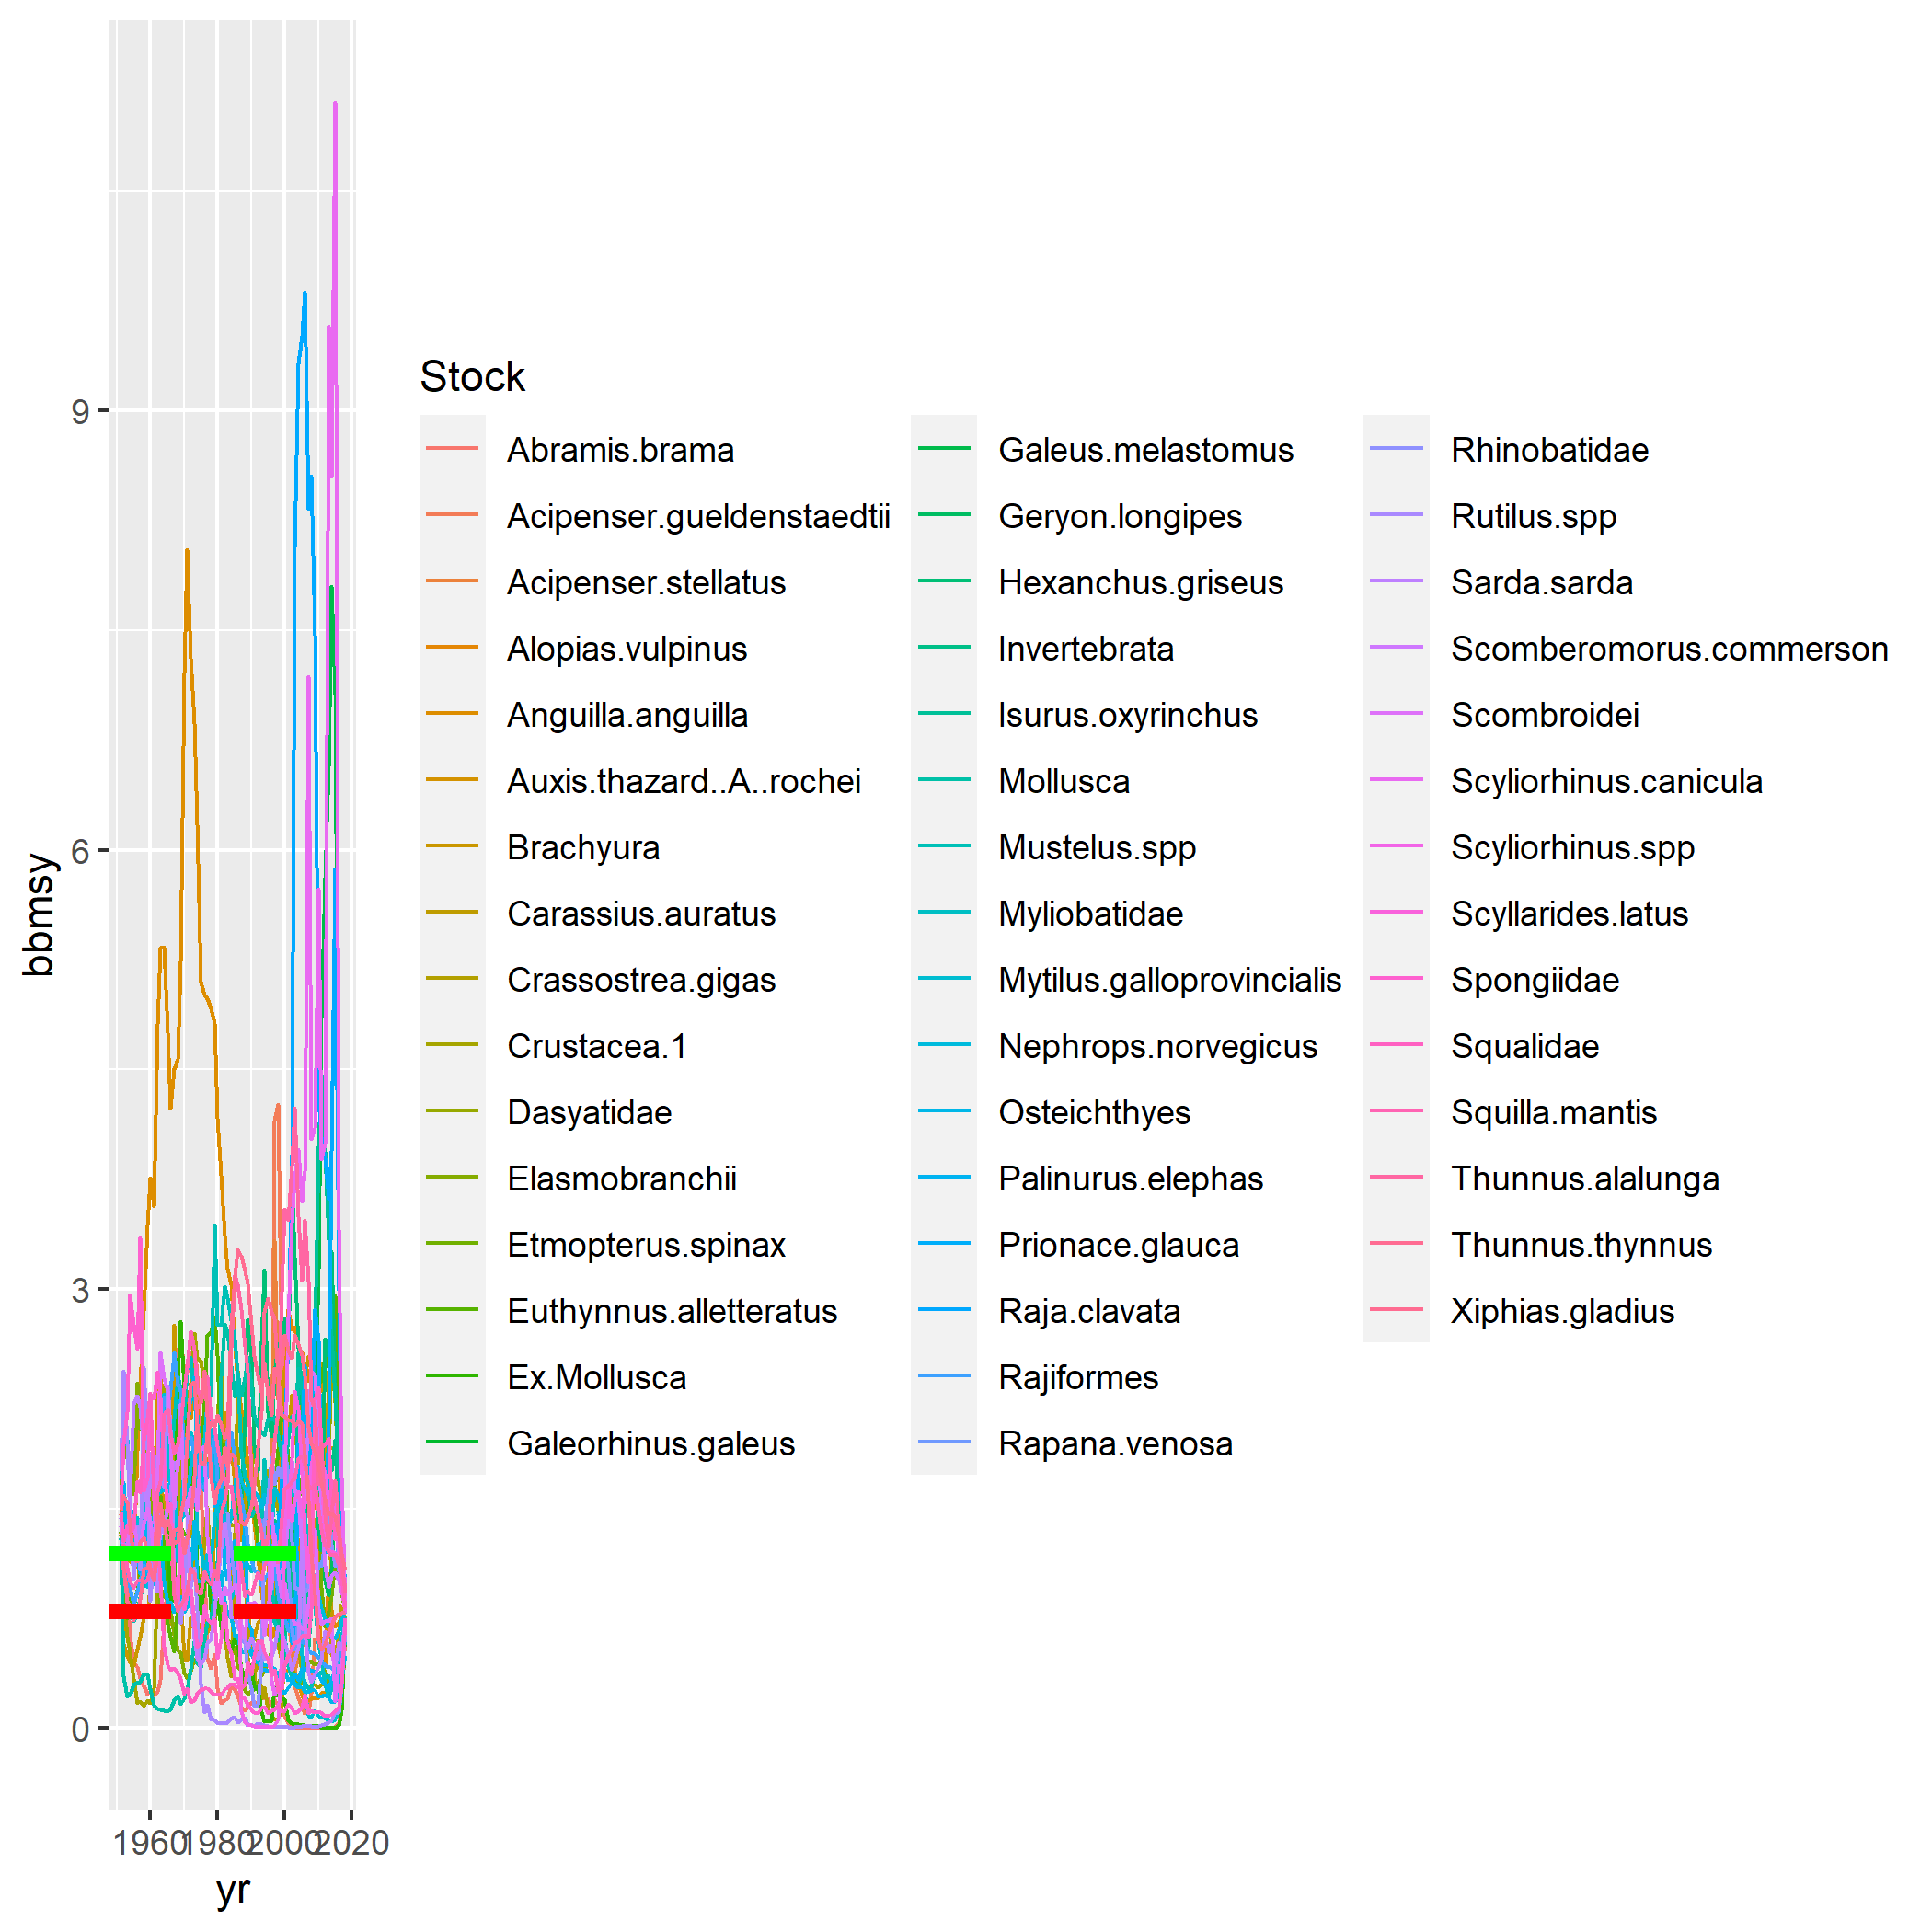 bbmsy
9
6
3
0
1960
1980
2000
2020
yr
Stock
Abramis.brama
Acipenser.gueldenstaedtii
Acipenser.stellatus
Alopias.vulpinus
Anguilla.anguilla
Auxis.thazard..A..rochei
Brachyura
Carassius.auratus
Crassostrea.gigas
Crustacea.1
Dasyatidae
Elasmobranchii
Etmopterus.spinax
Euthynnus.alletteratus
Ex.Mollusca
Galeorhinus.galeus
Galeus.melastomus
Geryon.longipes
Hexanchus.griseus
Invertebrata
Isurus.oxyrinchus
Mollusca
Mustelus.spp
Myliobatidae
Mytilus.galloprovincialis
Nephrops.norvegicus
Osteichthyes
Palinurus.elephas
Prionace.glauca
Raja.clavata
Rajiformes
Rapana.venosa
Rhinobatidae
Rutilus.spp
Sarda.sarda
Scomberomorus.commerson
Scombroidei
Scyliorhinus.canicula
Scyliorhinus.spp
Scyllarides.latus
Spongiidae
Squalidae
Squilla.mantis
Thunnus.alalunga
Thunnus.thynnus
Xiphias.gladius